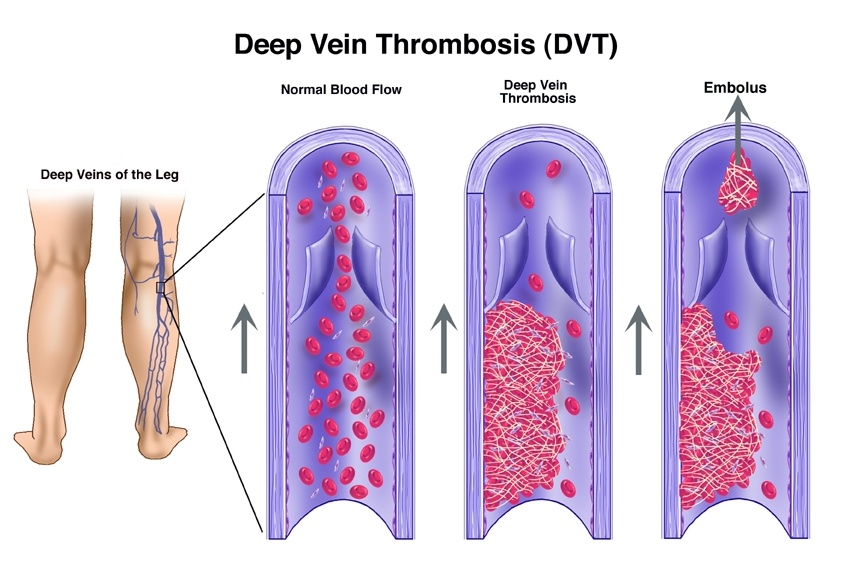 Deep Vein Thrombosis (DVT)
Normal Blood Flow
Deep Vein
Thrombosis
Embolus
Deep Veins of the Leg